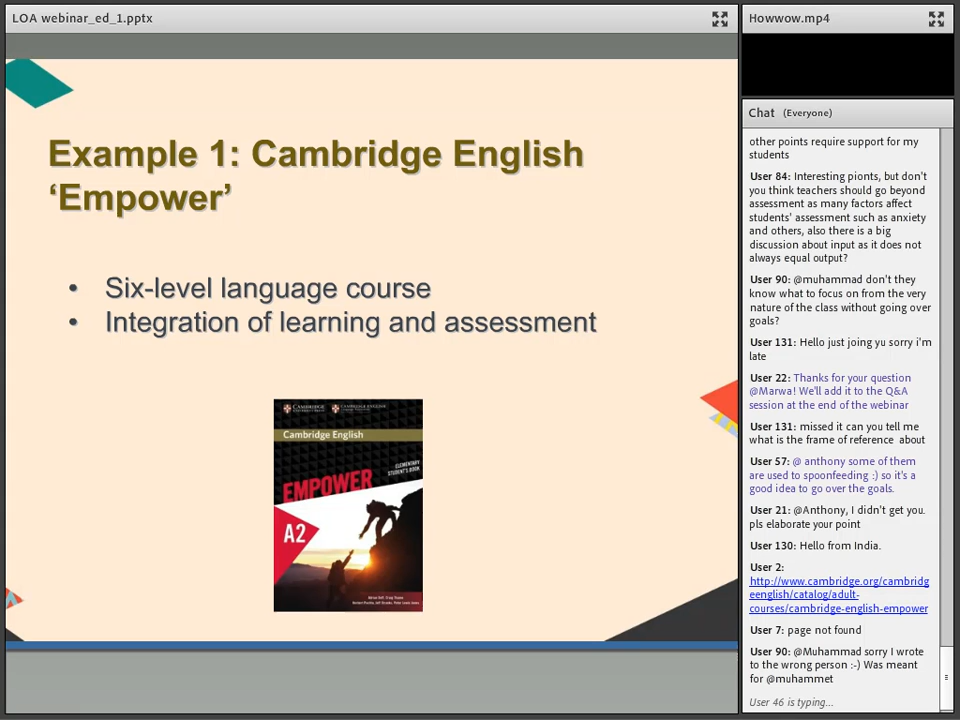 LOA webinar_ed_1.pptx
Howwow.mp4
Example 1: Cambridge English
‘Empower’
• Six-level language course
• Integration of learning and assessment
CAMBRIDGE
CAMBRIDGE ENGLISH
Cambridge English
ELEMENTARY
STUDENT'S BOOK
EMPOWER
A2
Chat (Everyone)
other points require support for my
students
User 84: Interesting pionts, but don't
you think teachers should go beyond
assessment as many factors affect
students' assessment such as anxiety
and others, also there is a big
discussion about input as it does not
always equal output?
User 90: @muhammad don't they
know what to focus on from the very
nature of the class without going over
goals?
User 131: Hello just joing yu sorry i'm
late
User 22: Thanks for your question
@Marwa! We'll add it to the Q&A
session at the end of the webinar
User 131: missed it can you tell me
what is the frame of reference about
User 57: @ anthony some of them
are used to spoonfeeding :) so it's a
good idea to go over the goals.
User 21: @Anthony, I didn't get you.
pls elaborate your point
User 130: Hello from India.
User 2:
http://www.cambridge.org/cambridg
eenglish/catalog/adult-
courses/cambridge-english-empower
User 7: page not found
User 90: @Muhammad sorry I wrote
to the wrong person :-) Was meant
for @muhammet
User 46 is typing...